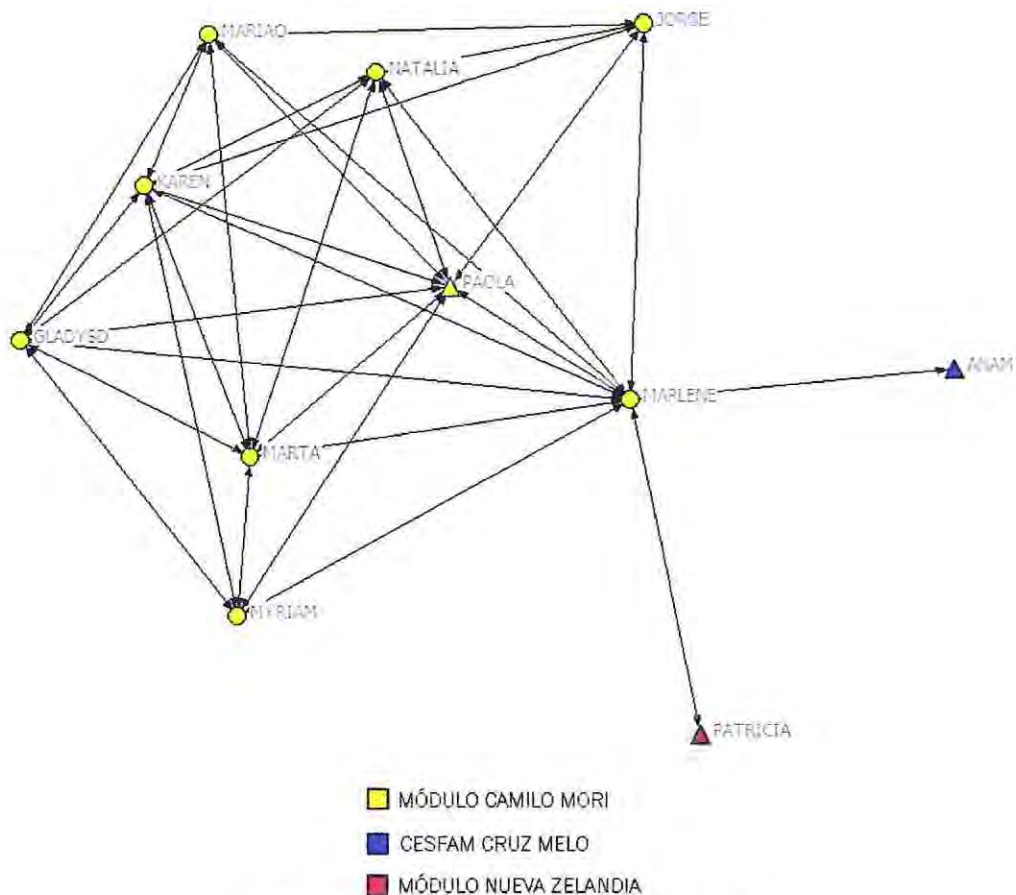 JORGE
MARIAO
NATALIA
KAREN
PAOLA
GLADYSD
ANAM
MARLENE
MARTA
MYRIAM
PATRICIA
MÓDULO CAMILO MORI
CESFAM CRUZ MELO
MÓDULO NUEVA ZELANDIA